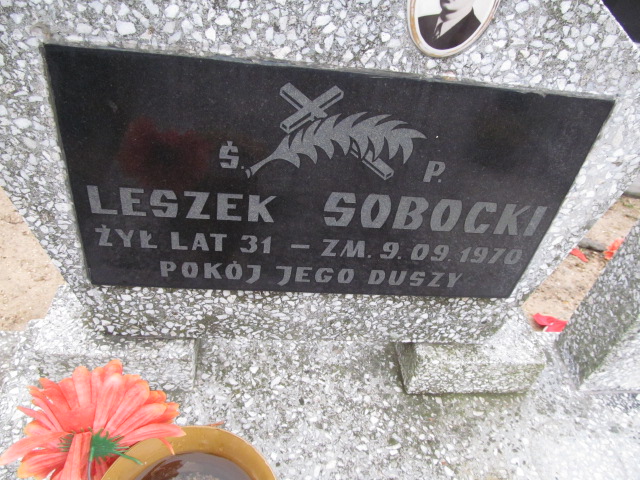 Ś. P.
LESZEK SOBOCKI
ŻYŁ LAT 31 – ZM. 9.09.1970
POKÓJ JEGO DUSZY